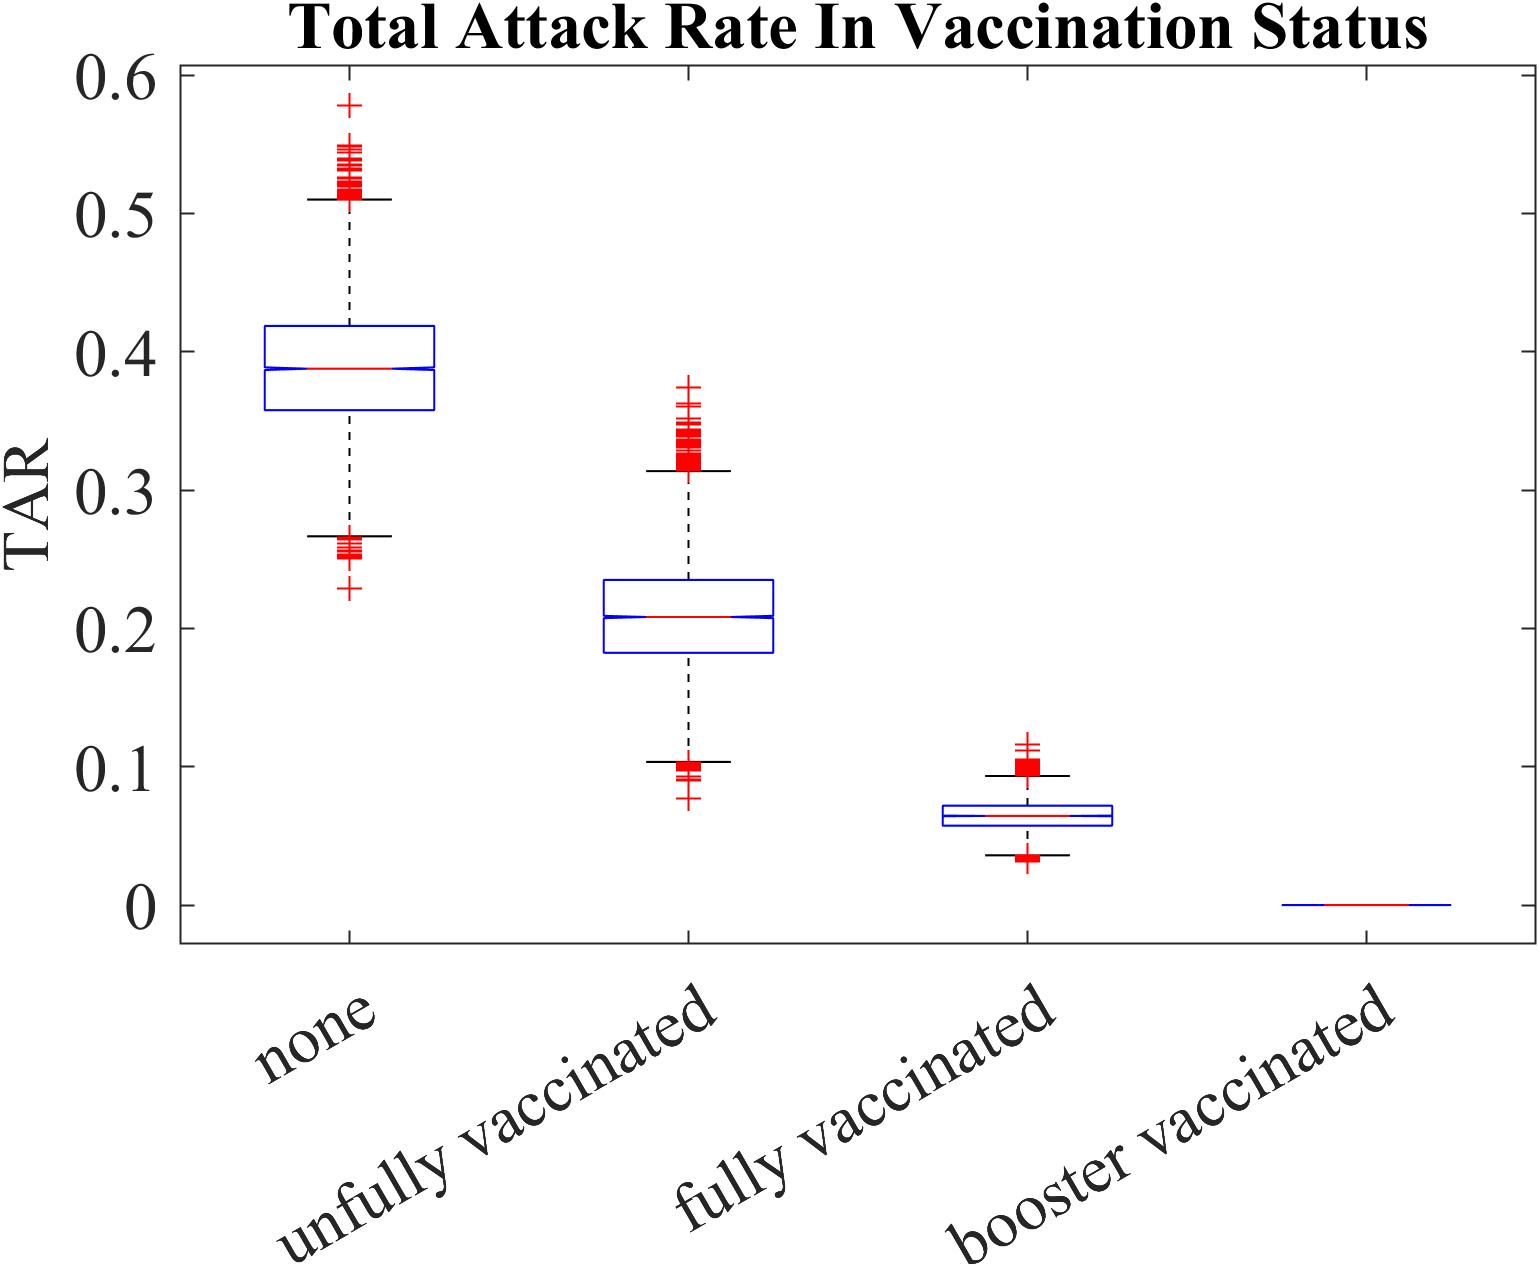 Total Attack Rate In Vaccination Status
0.6
0.5
0.4
0.3
0.2
0.1
0
TAR
none
unfully vaccinated
fully vaccinated
booster vaccinated